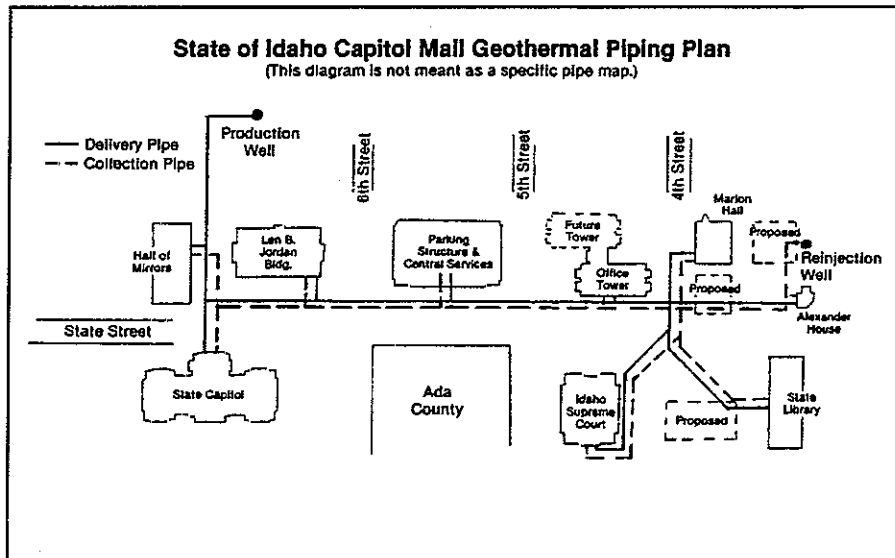 State of Idaho Capitol Mall Geothermal Piping Plan
(This diagram is not meant as a specific pipe map.)
Delivery Pipe
Collection Pipe
Production
Well
6th Street
5th Street
4th Street
Marion
Hall
Hall of
Mirrors
Len B.
Jordan
Bldg.
Parking
Structure &
Central Services
Future
Tower
Office
Tower
Proposed
Reinjection
Well
Proposed
Alexander
House
State Street
State Capitol
Ada
County
Idaho
Supreme
Court
Proposed
State
Library